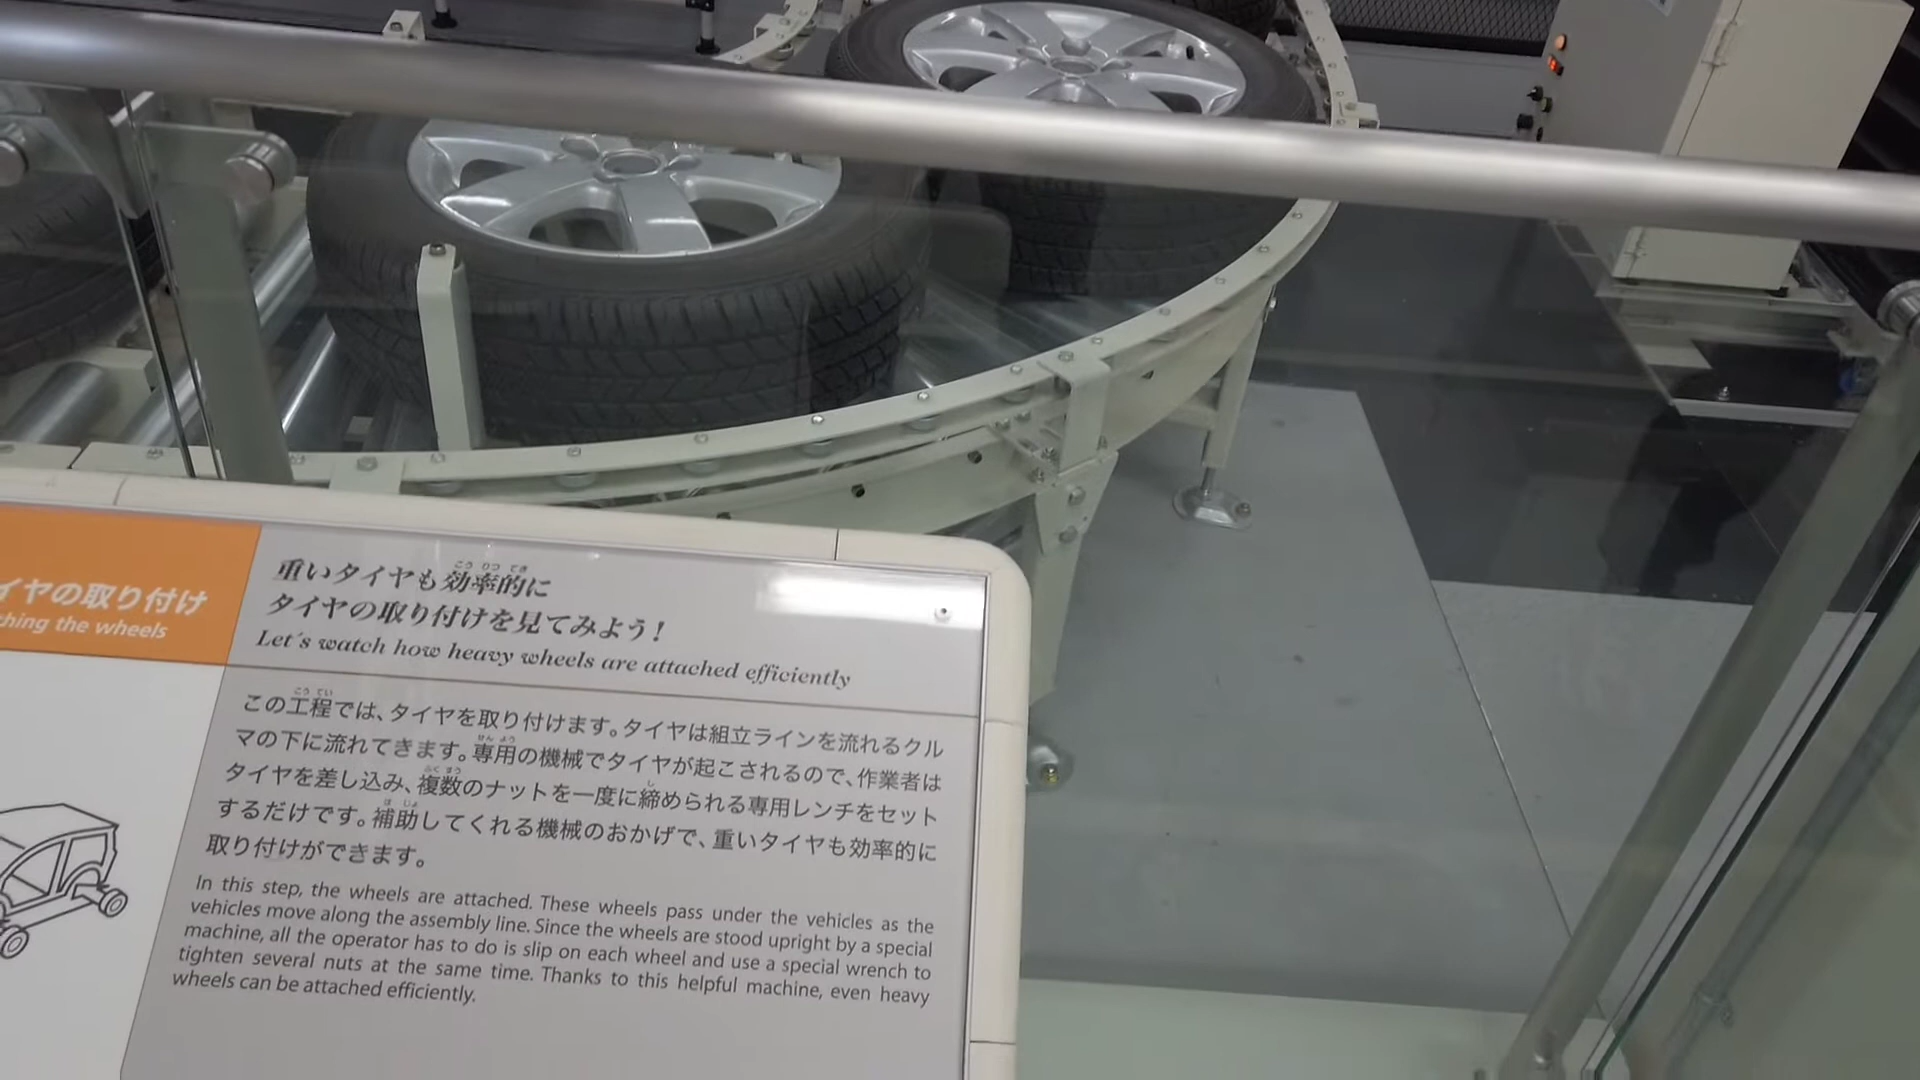 イヤの取り付け
ching the wheels
重いタイヤも効率的に
タイヤの取り付けを見てみよう!
Let's watch how heavy wheels are attached efficiently
この工程では、タイヤを取り付けます。タイヤは組立ラインを流れるクル
マの下に流れてきます。専用の機械でタイヤが起こされるので、作業者は
タイヤを差し込み、複数のナットを一度に締められる専用レンチをセット
するだけです。補助してくれる機械のおかげで、重いタイヤも効率的に
取り付けができます。
In this step, the wheels are attached. These wheels pass under the vehicles as the
vehicles move along the assembly line. Since the wheels are stood upright by a special
machine, all the operator has to do is slip on each wheel and use a special wrench to
tighten several nuts at the same time. Thanks to this helpful machine, even heavy
wheels can be attached efficiently.